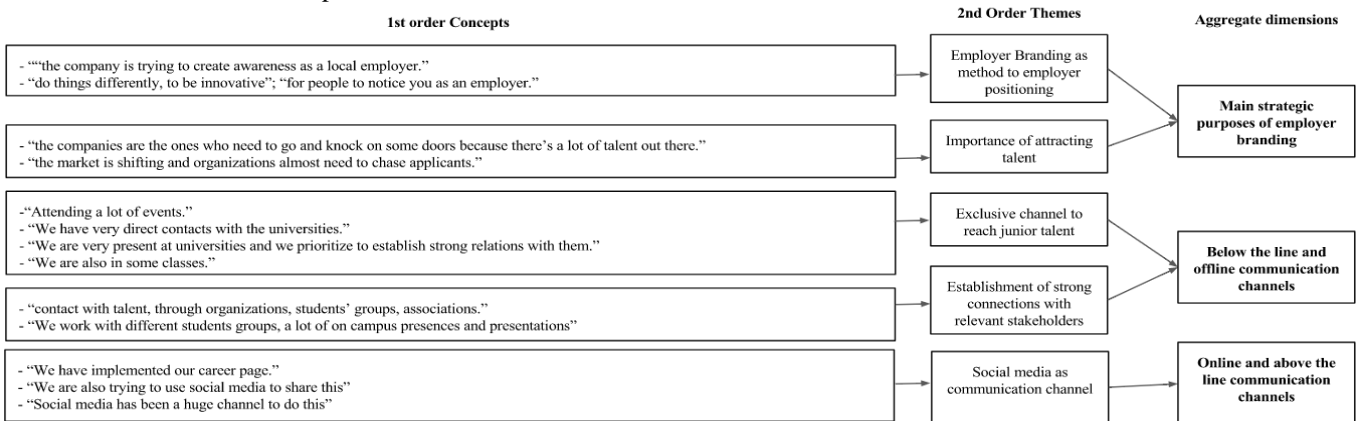 1st order Concepts
2nd Order Themes
Aggregate dimensions
- ““the company is trying to create awareness as a local employer.”
- “do things differently, to be innovative”; “for people to notice you as an employer.”
Employer Branding as
method to employer
positioning
Main strategic
purposes of employer
branding
- “the companies are the ones who need to go and knock on some doors because there’s a lot of talent out there.”
- “the market is shifting and organizations almost need to chase applicants.”
Importance of attracting
talent
-“Attending a lot of events.”
- “We have very direct contacts with the universities.”
- “We are very present at universities and we prioritize to establish strong relations with them.”
- “We are also in some classes.”
Exclusive channel to
reach junior talent
Below the line and
offline communication
channels
- “contact with talent, through organizations, students’ groups, associations.”
- “We work with different students groups, a lot of on campus presences and presentations”
Establishment of strong
connections with
relevant stakeholders
- “We have implemented our career page.”
- “We are also trying to use social media to share this”
- “Social media has been a huge channel to do this”
Social media as
communication channel
Online and above the
line communication
channels